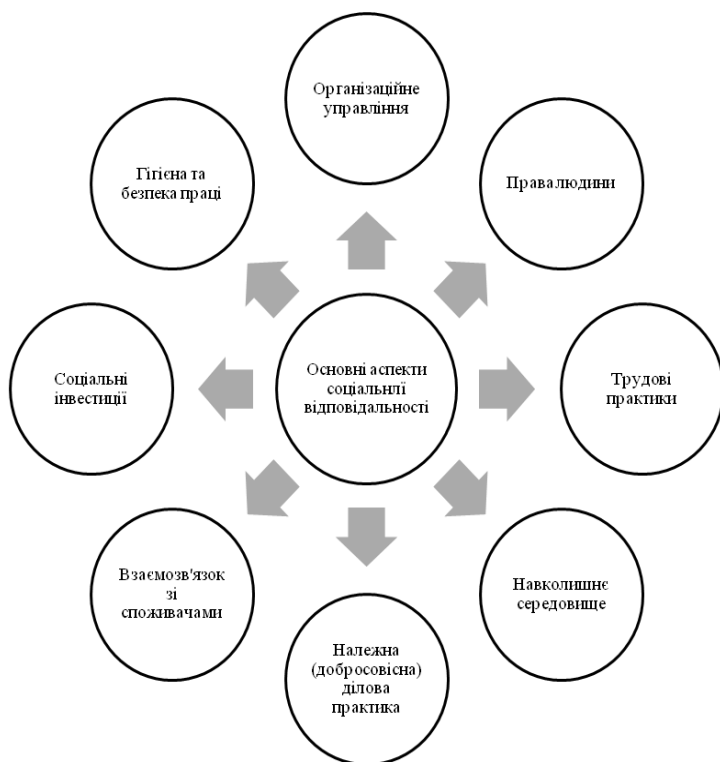 Організаційне
управління
Гігієна та
безпека праці
Правалюдини
Соціальні
інвестиції
Основні аспекти
соціальнлї
відповідальності
Трудові
практики
Взаємозв'язок
зі
споживачами
Навколишнє
середовище
Належна
(добросовісна)
ділова
практика